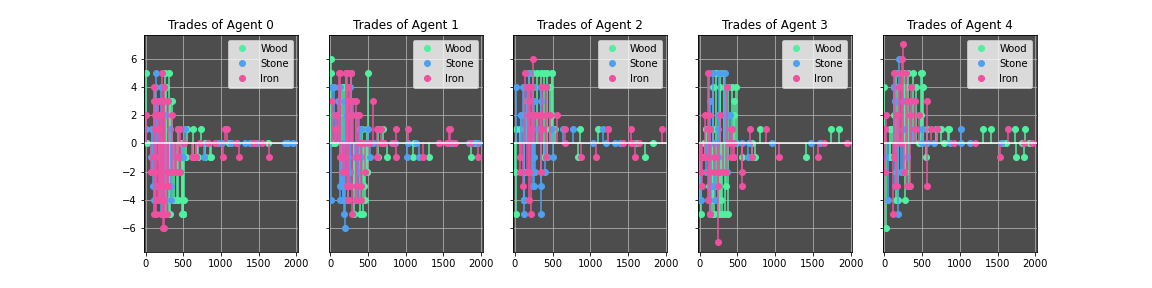 Trades of Agent 0
Trades of Agent 1
Trades of Agent 2
Trades of Agent 3
Trades of Agent 4
Wood
Stone
Iron
Wood
Stone
Iron
Wood
Stone
Iron
Wood
Stone
Iron
Wood
Stone
Iron
6
4
2
0
−2
−4
−6
0 500 1000 1500 2000
0 500 1000 1500 2000
0 500 1000 1500 2000
0 500 1000 1500 2000
0 500 1000 1500 2000